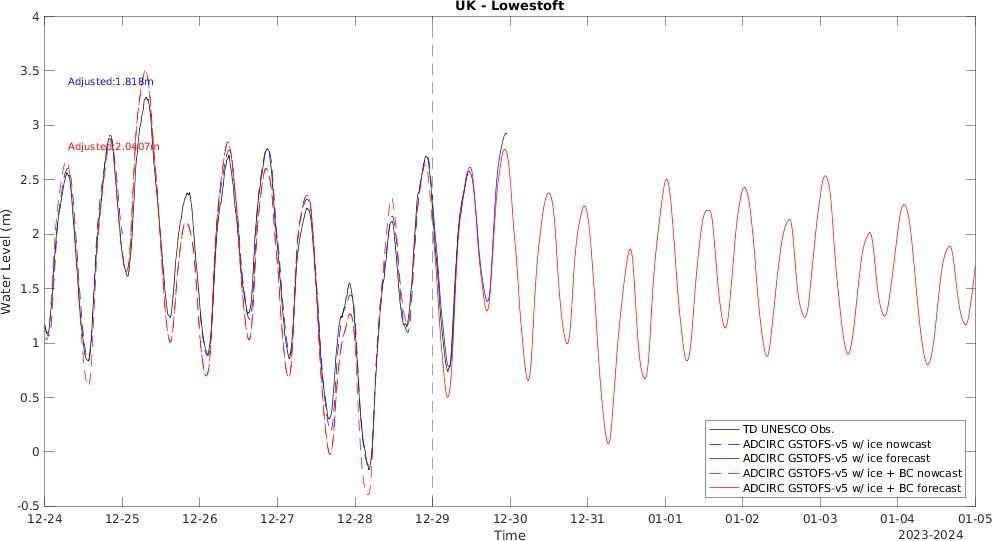 UK - Lowestoft
4
3.5
3
2.5
2
1.5
1
0.5
0
-0.5
Water Level (m)
Adjusted:1.818m
Adjusted:2.0407m
TD UNESCO Obs.
ADCIRC GSTOFS-v5 w/ ice nowcast
ADCIRC GSTOFS-v5 w/ ice forecast
ADCIRC GSTOFS-v5 w/ ice + BC nowcast
ADCIRC GSTOFS-v5 w/ ice + BC forecast
12-24 12-25 12-26 12-27 12-28 12-29 12-30 12-31 01-01 01-02 01-03 01-04 01-05
Time
2023-2024